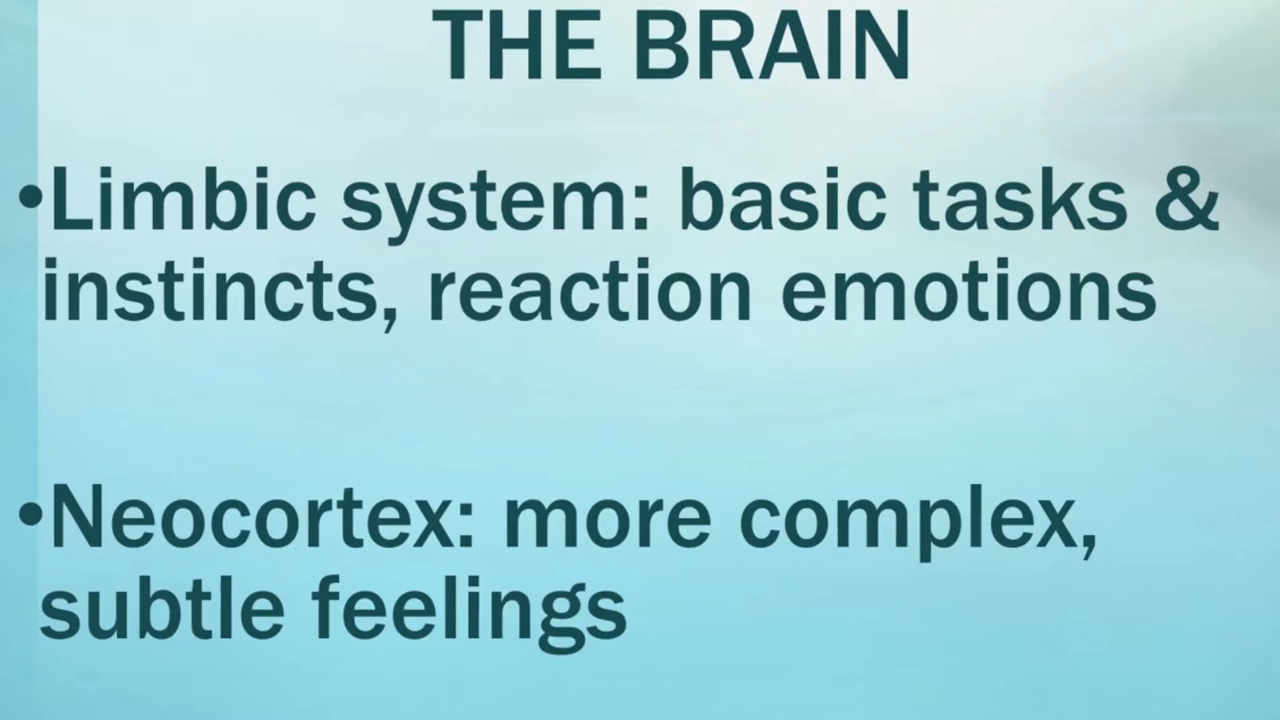 THE BRAIN
•Limbic system: basic tasks &
instincts, reaction emotions
•Neocortex: more complex,
subtle feelings